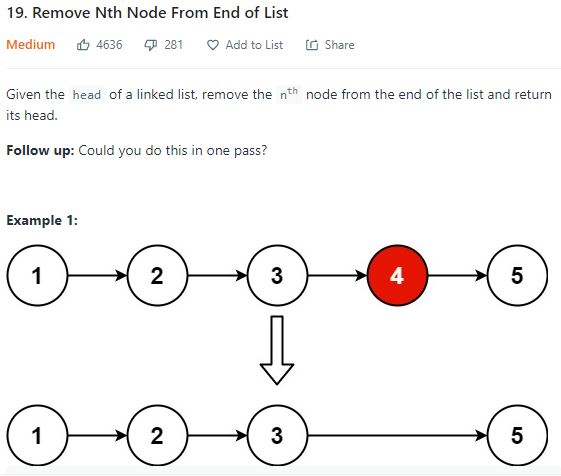 19. Remove Nth Node From End of List
Medium 4636 281 Add to List Share
Given the head of a linked list, remove the nth node from the end of the list and return
its head.
Follow up: Could you do this in one pass?
Example 1:
1 2 3 4 5
1 2 3 5